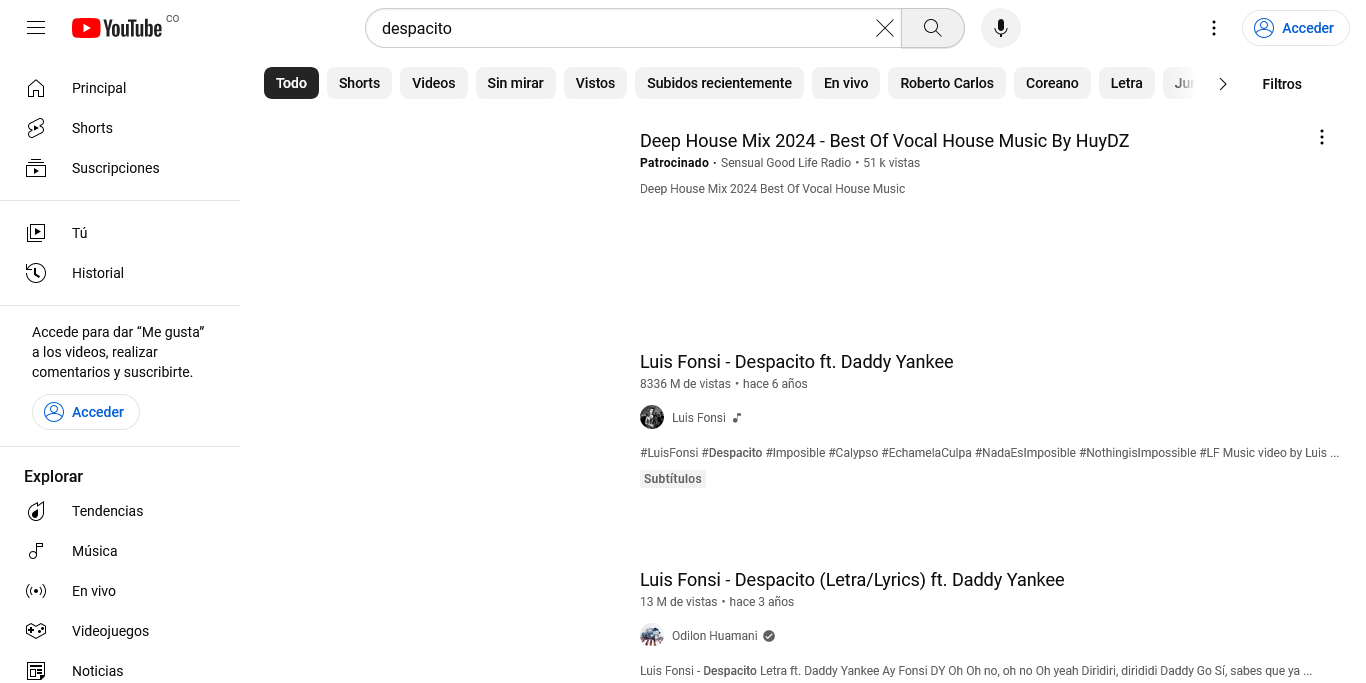 YouTube CO
despacito
Acceder
Todo
Shorts
Videos
Sin mirar
Vistos
Subidos recientemente
En vivo
Roberto Carlos
Coreano
Letra
Filtros
Principal
Shorts
Suscripciones
Tú
Historial
Accede para dar “Me gusta”
a los videos, realizar
comentarios y suscribirte.
Acceder
Explorar
Tendencias
Música
En vivo
Videojuegos
Noticias
Deep House Mix 2024 - Best Of Vocal House Music By HuyDZ
Patrocinado • Sensual Good Life Radio • 51 k vistas
Deep House Mix 2024 Best Of Vocal House Music
Luis Fonsi - Despacito ft. Daddy Yankee
8336 M de vistas • hace 6 años
Luis Fonsi
#LuisFonsi #Despacito #Imposible #Calypso #EchamelaCulpa #NadaEsImposible #NothingisImpossible #LF Music video by Luis ...
Subtítulos
Luis Fonsi - Despacito (Letra/Lyrics) ft. Daddy Yankee
13 M de vistas • hace 3 años
Odilon Huamani
Luis Fonsi - Despacito Letra ft. Daddy Yankee Ay Fonsi DY Oh Oh no, oh no Oh yeah Diridiri, dirididi Daddy Go Sí, sabes que ya ...